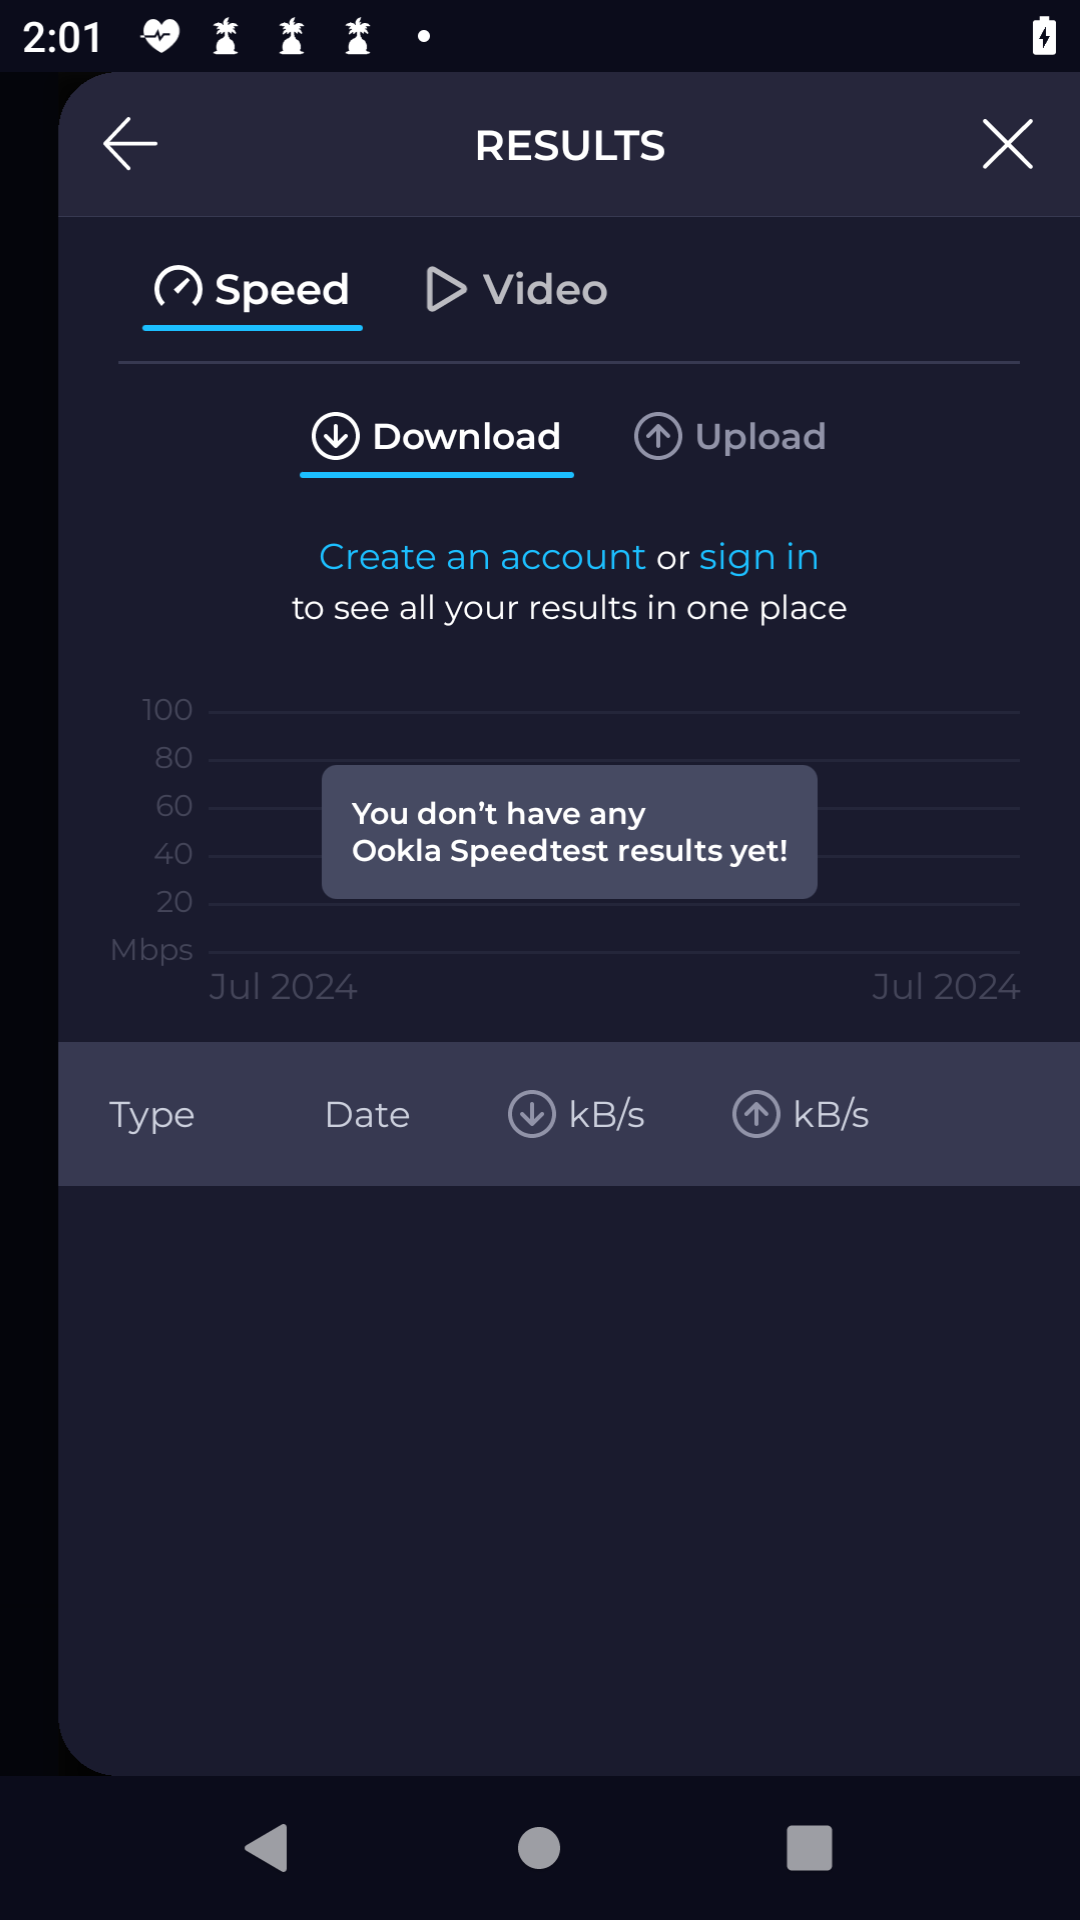 2:01
RESULTS
Speed
Video
Download
Upload
Create an account or sign in
to see all your results in one place
100
80
60
40
20
Mbps
You don’t have any
Ookla Speedtest results yet!
Jul 2024
Jul 2024
Type
Date
kB/s
kB/s